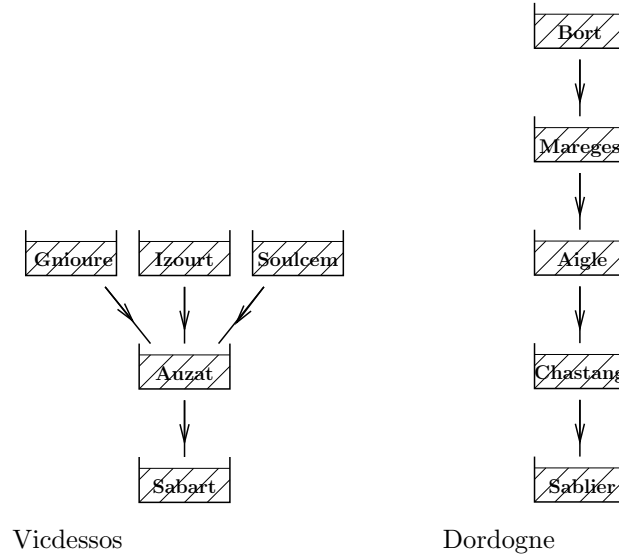 Bort
Mareges
Gnioure Izourt Soulcem
Aigle
Auzat
Chastang
Sabart
Sablier
Vicdessos
Dordogne